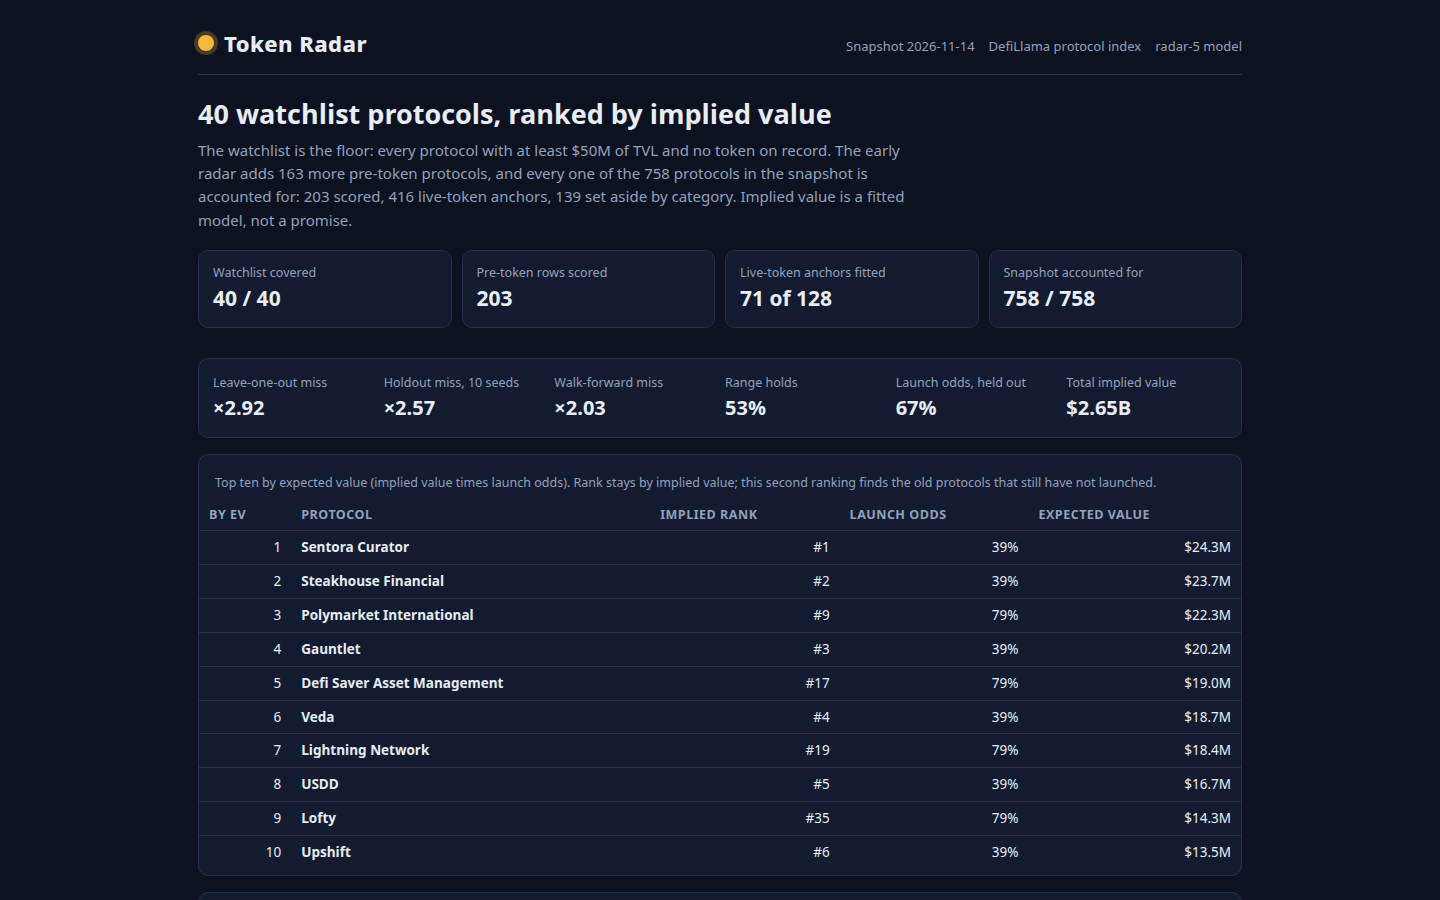 Token Radar
Snapshot 2026-11-14 DefiLlama protocol index radar-5 model
40 watchlist protocols, ranked by implied value
The watchlist is the floor: every protocol with at least $50M of TVL and no token on record. The early
radar adds 163 more pre-token protocols, and every one of the 758 protocols in the snapshot is
accounted for: 203 scored, 416 live-token anchors, 139 set aside by category. Implied value is a fitted
model, not a promise.
Watchlist covered
40 / 40
Pre-token rows scored
203
Live-token anchors fitted
71 of 128
Snapshot accounted for
758 / 758
Leave-one-out miss
×2.92
Holdout miss, 10 seeds
×2.57
Walk-forward miss
×2.03
Range holds
53%
Launch odds, held out
67%
Total implied value
$2.65B
Top ten by expected value (implied value times launch odds). Rank stays by implied value; this second ranking finds the old protocols that still have not launched.
BY EV PROTOCOL IMPLIED RANK LAUNCH ODDS EXPECTED VALUE
1 Sentora Curator #1 39% $24.3M
2 Steakhouse Financial #2 39% $23.7M
3 Polymarket International #9 79% $22.3M
4 Gauntlet #3 39% $20.2M
5 Defi Saver Asset Management #17 79% $19.0M
6 Veda #4 39% $18.7M
7 Lightning Network #19 79% $18.4M
8 USDD #5 39% $16.7M
9 Lofty #35 79% $14.3M
10 Upshift #6 39% $13.5M